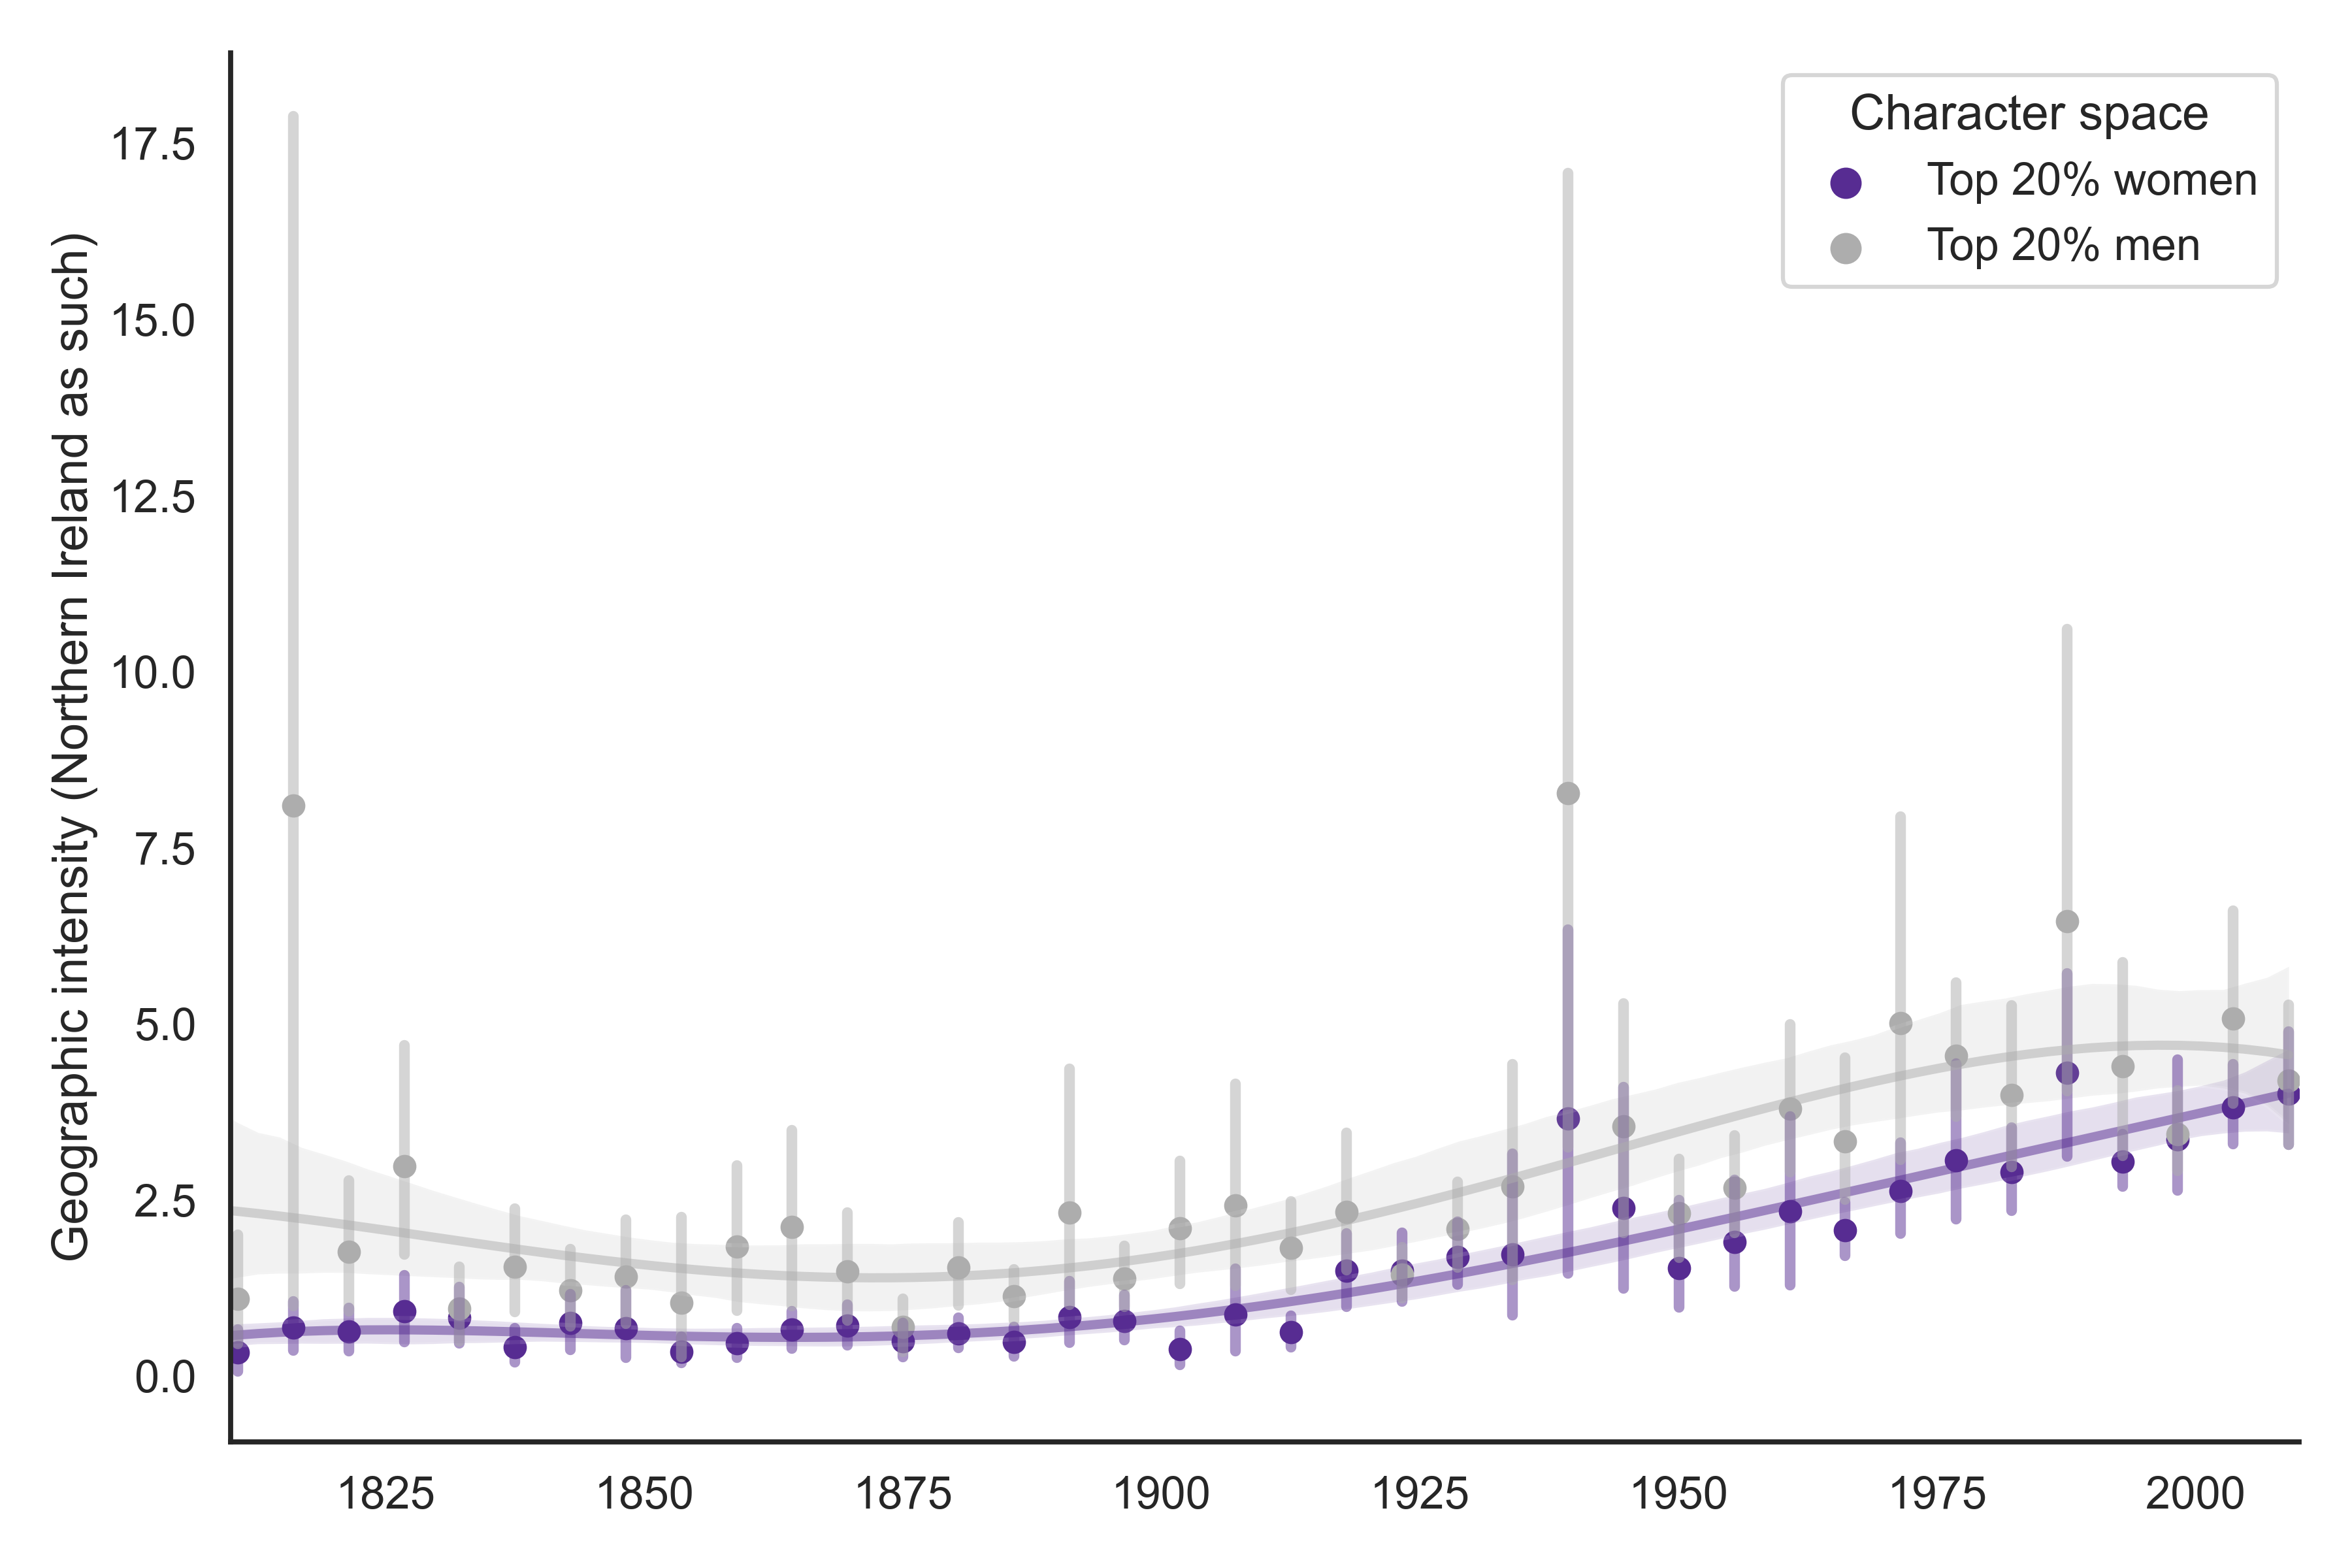 Geographic intensity (Northern Ireland as such)
17.5
15.0
12.5
10.0
7.5
5.0
2.5
0.0
Character space
Top 20% women
Top 20% men
1825 1850 1875 1900 1925 1950 1975 2000